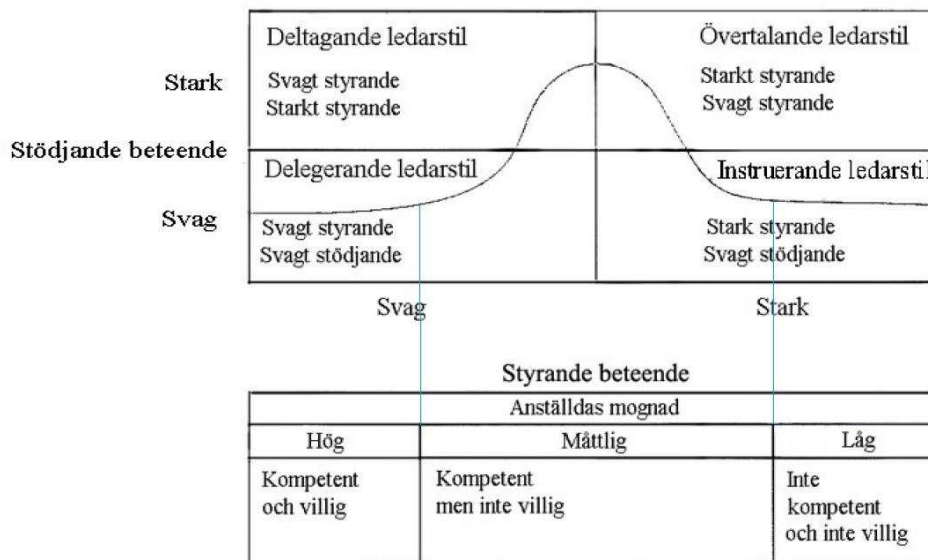 Deltagande ledarstil
Svagt styrande
Starkt styrande
Övertalande ledarstil
Starkt styrande
Svagt styrande
Stark
Stödjande beteende
Svag
Delegerande ledarstil
Svagt styrande
Svagt stödjande
Instruerande ledarstil
Stark styrande
Svagt stödjande
Svag
Stark
Styrande beteende
Anställdas mognad
Hög
Måttlig
Låg
Kompetent
och villig
Kompetent
men inte villig
Inte
kompetent
och inte villig